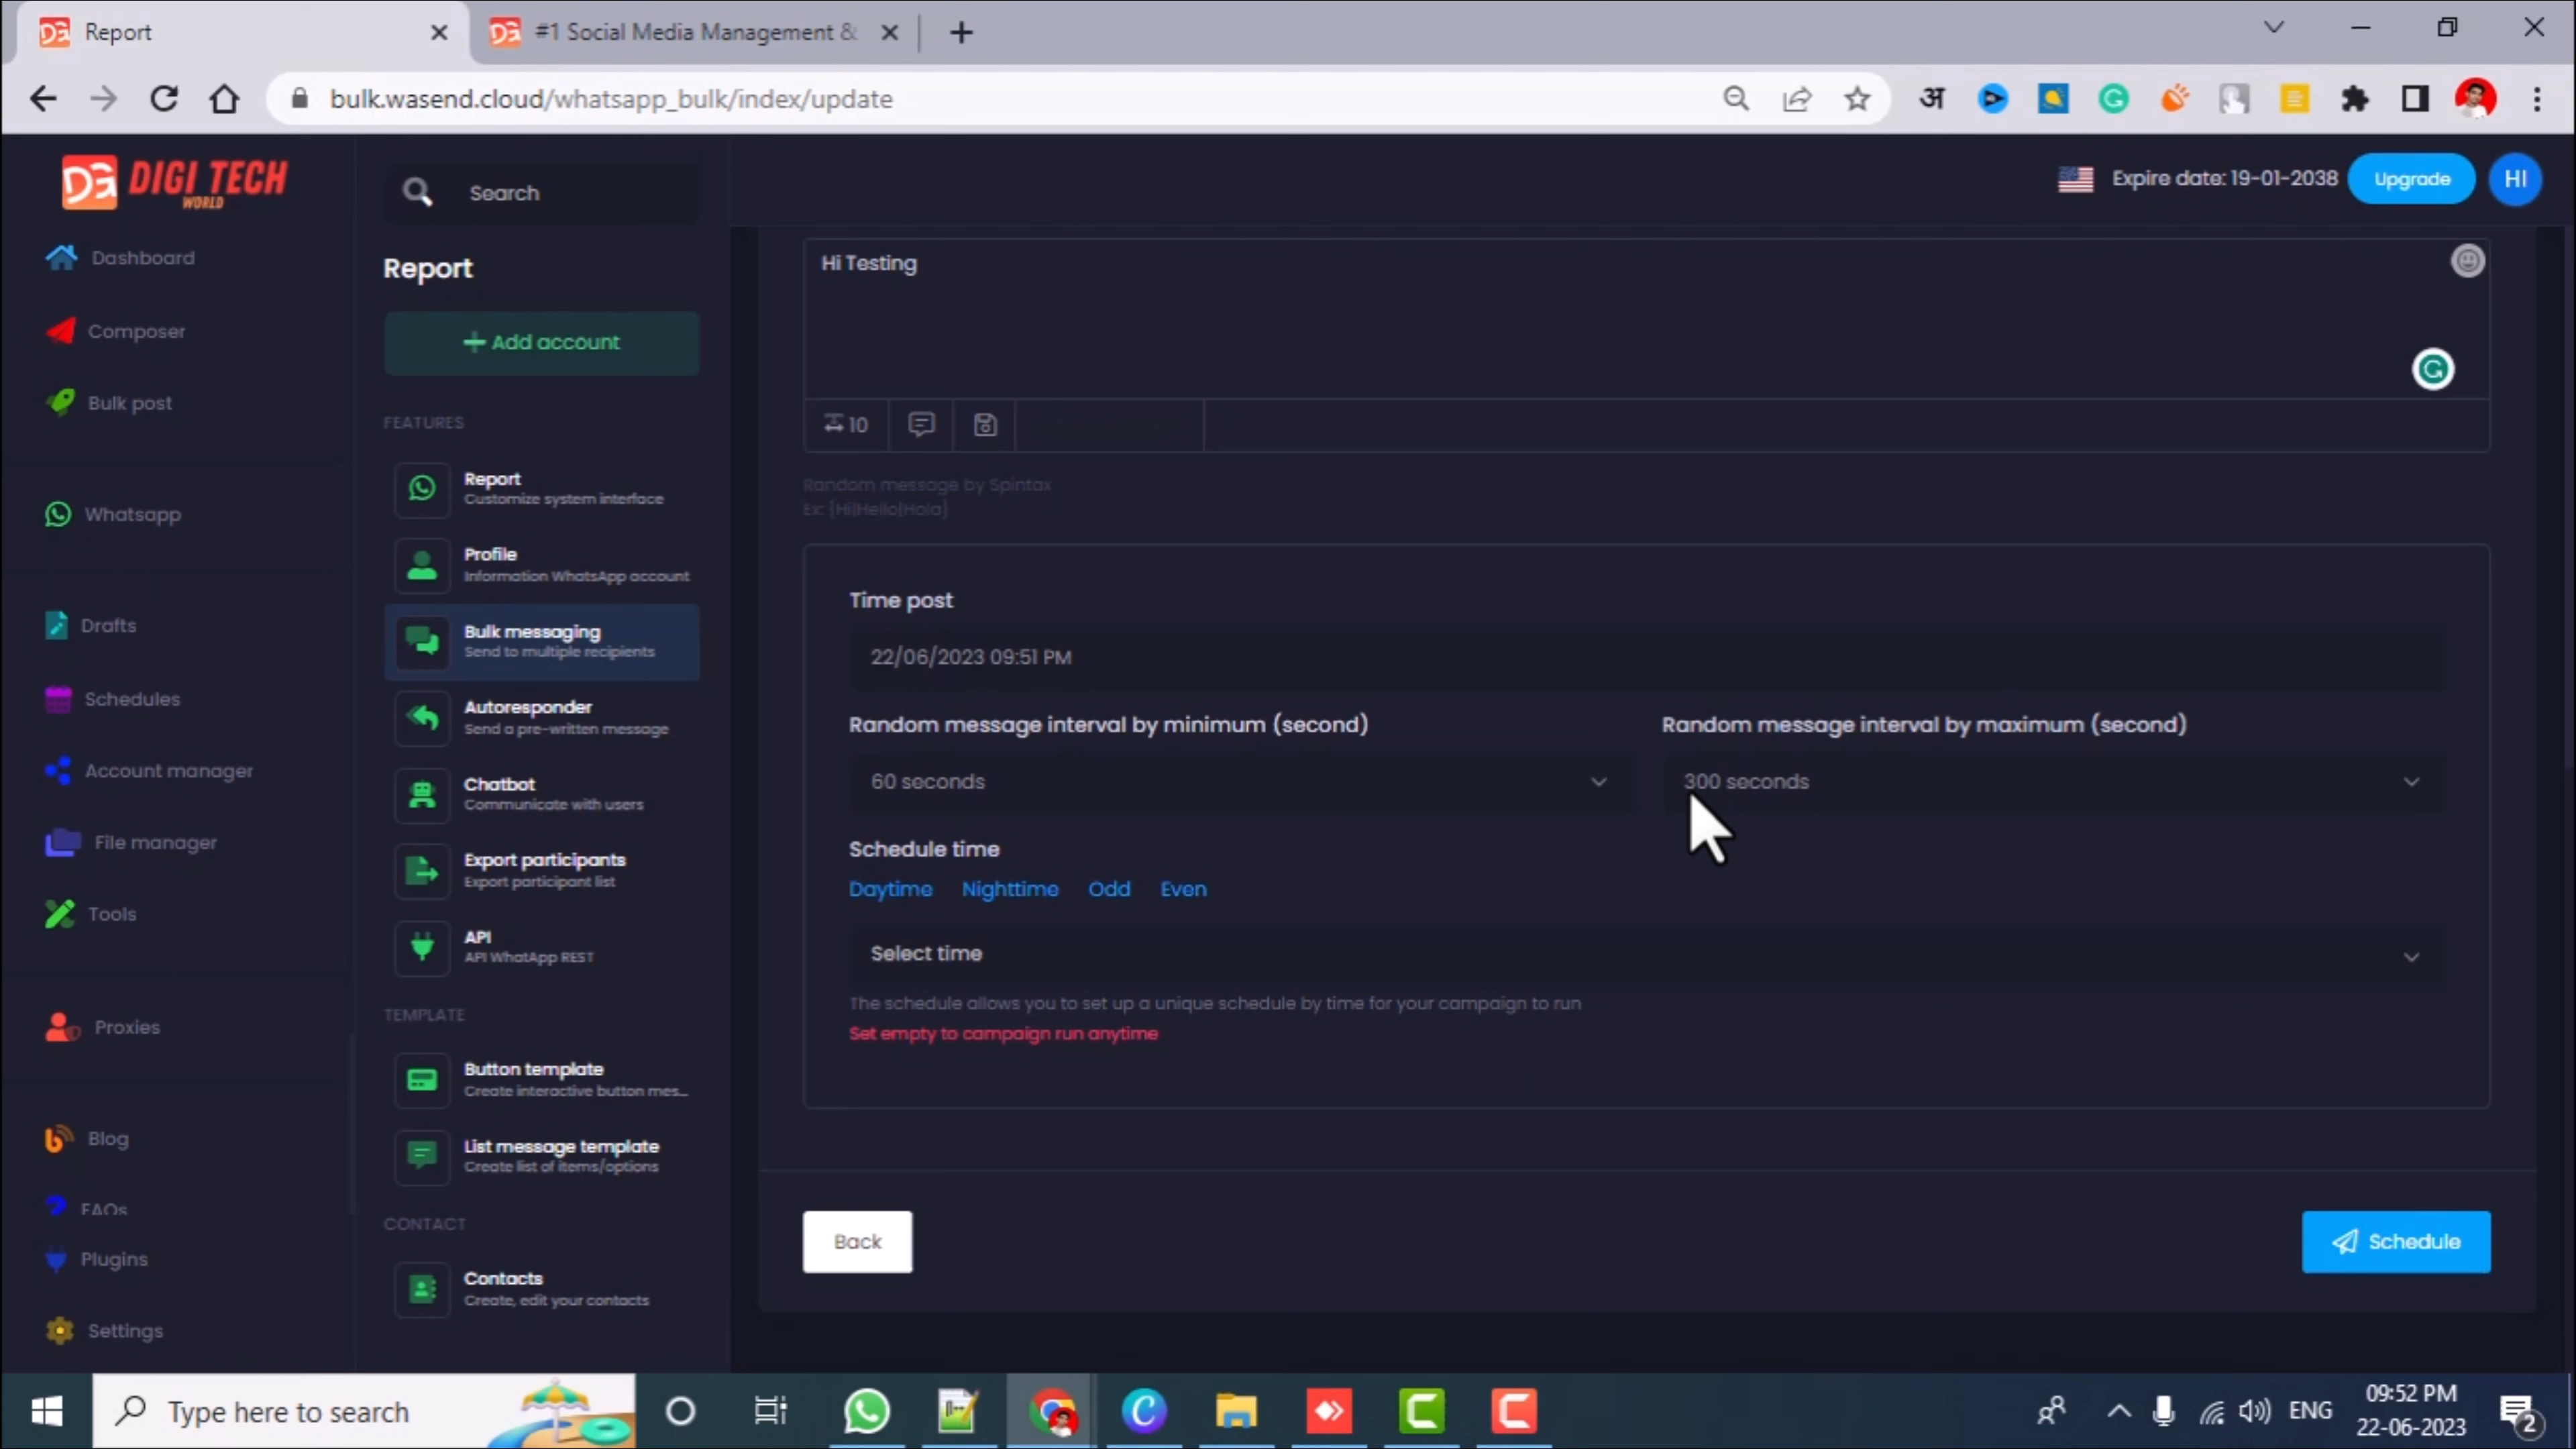 Report
#1 Social Media Management &
bulk.wasend.cloud/whatsapp_bulk/index/update
अ
DG DIGI TECH
WORLD
Search
Expire date: 19-01-2038
Upgrade
HI
Dashboard
Composer
Bulk post
Whatsapp
Drafts
Schedules
Account manager
File manager
Tools
Proxies
Blog
FAQs
Plugins
Settings
Report
+ Add account
FEATURES
Report
Customize system interface
Profile
Information WhatsApp account
Bulk messaging
Send to multiple recipients
Autoresponder
Send a pre-written message
Chatbot
Communicate with users
Export participants
Export participant list
API
API WhatApp REST
TEMPLATE
Button template
Create interactive button mes...
List message template
Create list of items/options
CONTACT
Contacts
Create, edit your contacts
Hi Testing
10
Random message by Spintax
Ex: {Hi|Hello|Hola}
Time post
22/06/2023 09:51 PM
Random message interval by minimum (second)
Random message interval by maximum (second)
60 seconds
300 seconds
Schedule time
Daytime Nighttime Odd Even
Select time
The schedule allows you to set up a unique schedule by time for your campaign to run
Set empty to campaign run anytime
Back
Schedule
Type here to search
ENG
09:52 PM
22-06-2023
2